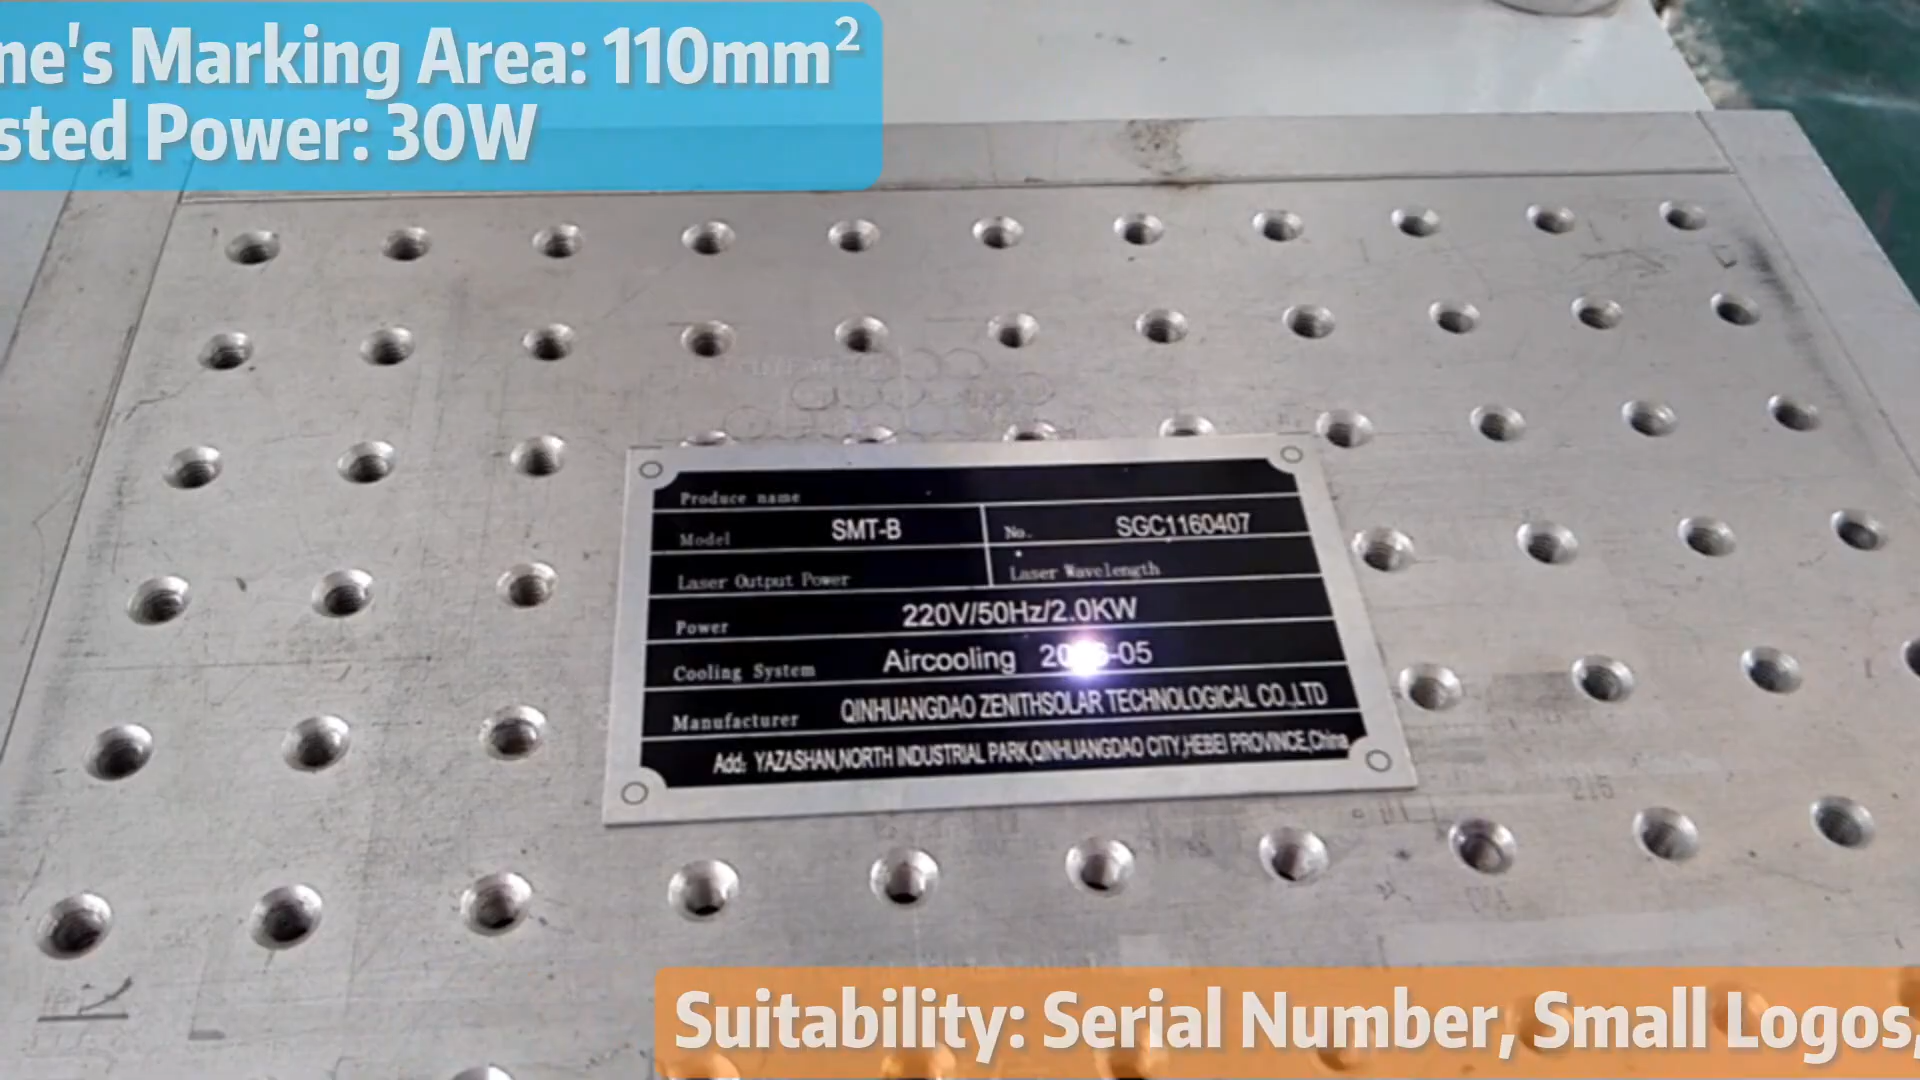 ne's Marking Area: 110mm²
sted Power: 30W
Produce name
Model SMT-B No. SGC1160407
Laser Output Power Laser Wavelength
Power 220V/50Hz/2.0KW
Cooling System Aircooling -05
Manufacturer QINHUANGDAO ZENITHSOLAR TECHNOLOGICAL CO.,LTD
Add: YAZASHAN,NORTH INDUSTRIAL PARK,QINHUANGDAO CITY,HEBEI PROVINCE,China
Suitability: Serial Number, Small Logos,